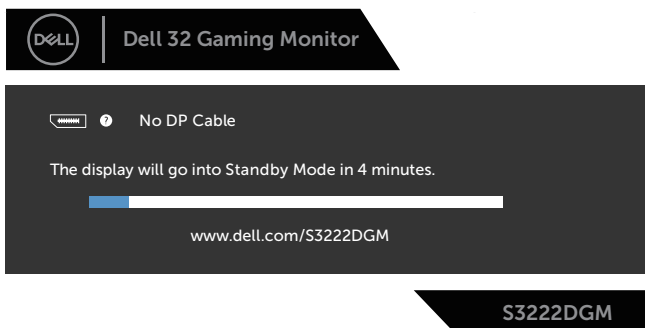 DELL
Dell 32 Gaming Monitor
? No DP Cable
The display will go into Standby Mode in 4 minutes.
www.dell.com/S3222DGM
S3222DGM